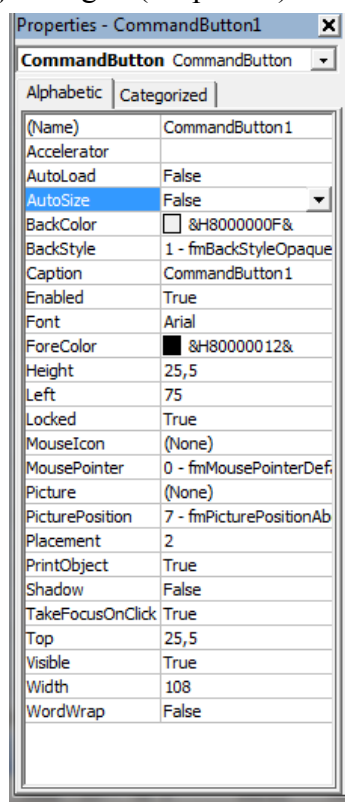 Properties - CommandButton1
CommandButton CommandButton
Alphabetic Categorized
(Name) CommandButton1
Accelerator
AutoLoad False
AutoSize False
BackColor &H8000000F&
BackStyle 1 - fmBackStyleOpaque
Caption CommandButton1
Enabled True
Font Arial
ForeColor &H80000012&
Height 25,5
Left 75
Locked True
MouseIcon (None)
MousePointer 0 - fmMousePointerDefa
Picture (None)
PicturePosition 7 - fmPicturePositionAb
Placement 2
PrintObject True
Shadow False
TakeFocusOnClick True
Top 25,5
Visible True
Width 108
WordWrap False